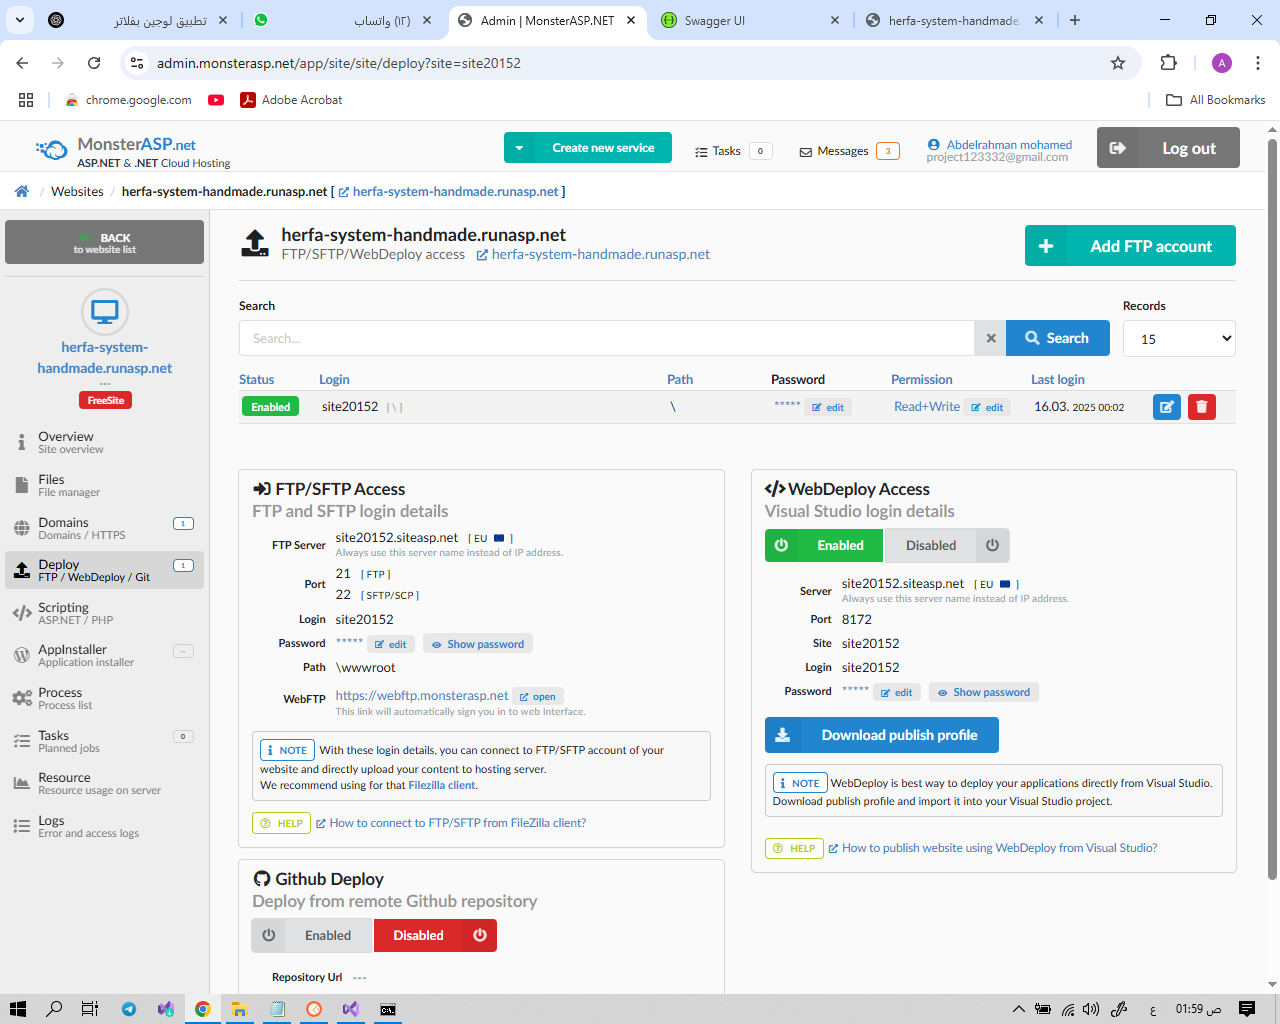 تطبيق لوجين بفلاتر
(١٢) واتساب
Admin | MonsterASP.NET
Swagger UI
herfa-system-handmade.
admin.monsterasp.net/app/site/site/deploy?site=site20152
A
chrome.google.com
Adobe Acrobat
All Bookmarks
MonsterASP.net
ASP.NET & .NET Cloud Hosting
Create new service
Tasks 0
Messages 3
Abdelrahman mohamed
project123332@gmail.com
Log out
/ Websites / herfa-system-handmade.runasp.net [ herfa-system-handmade.runasp.net ]
BACK
to website list
herfa-system-
handmade.runasp.net
---
FreeSite
Overview
Site overview
Files
File manager
Domains 1
Domains / HTTPS
Deploy 1
FTP / WebDeploy / Git
Scripting
ASP.NET / PHP
AppInstaller --
Application installer
Process
Process list
Tasks 0
Planned jobs
Resource
Resource usage on server
Logs
Error and access logs
herfa-system-handmade.runasp.net
FTP/SFTP/WebDeploy access herfa-system-handmade.runasp.net
Add FTP account
Search
Records
Search...
Search
15
Status Login Path Password Permission Last login
Enabled site20152 [ \ ] \ ***** edit Read+Write edit 16.03. 2025 00:02
FTP/SFTP Access
FTP and SFTP login details
FTP Server site20152.siteasp.net [ EU ]
Always use this server name instead of IP address.
Port 21 [ FTP ]
22 [ SFTP/SCP ]
Login site20152
Password ***** edit Show password
Path \wwwroot
WebFTP https://webftp.monsterasp.net open
This link will automatically sign you in to web Interface.
NOTE With these login details, you can connect to FTP/SFTP account of your
website and directly upload your content to hosting server.
We recommend using for that Filezilla client.
HELP How to connect to FTP/SFTP from FileZilla client?
WebDeploy Access
Visual Studio login details
Enabled Disabled
Server site20152.siteasp.net [ EU ]
Always use this server name instead of IP address.
Port 8172
Site site20152
Login site20152
Password ***** edit Show password
Download publish profile
NOTE WebDeploy is best way to deploy your applications directly from Visual Studio.
Download publish profile and import it into your Visual Studio project.
HELP How to publish website using WebDeploy from Visual Studio?
Github Deploy
Deploy from remote Github repository
Enabled Disabled
Repository Url ---
ع
01:59 ص